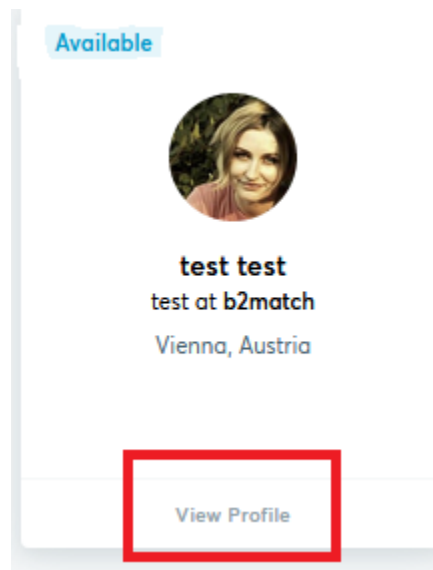 Available
test test
test at b2match
Vienna, Austria
View Profile